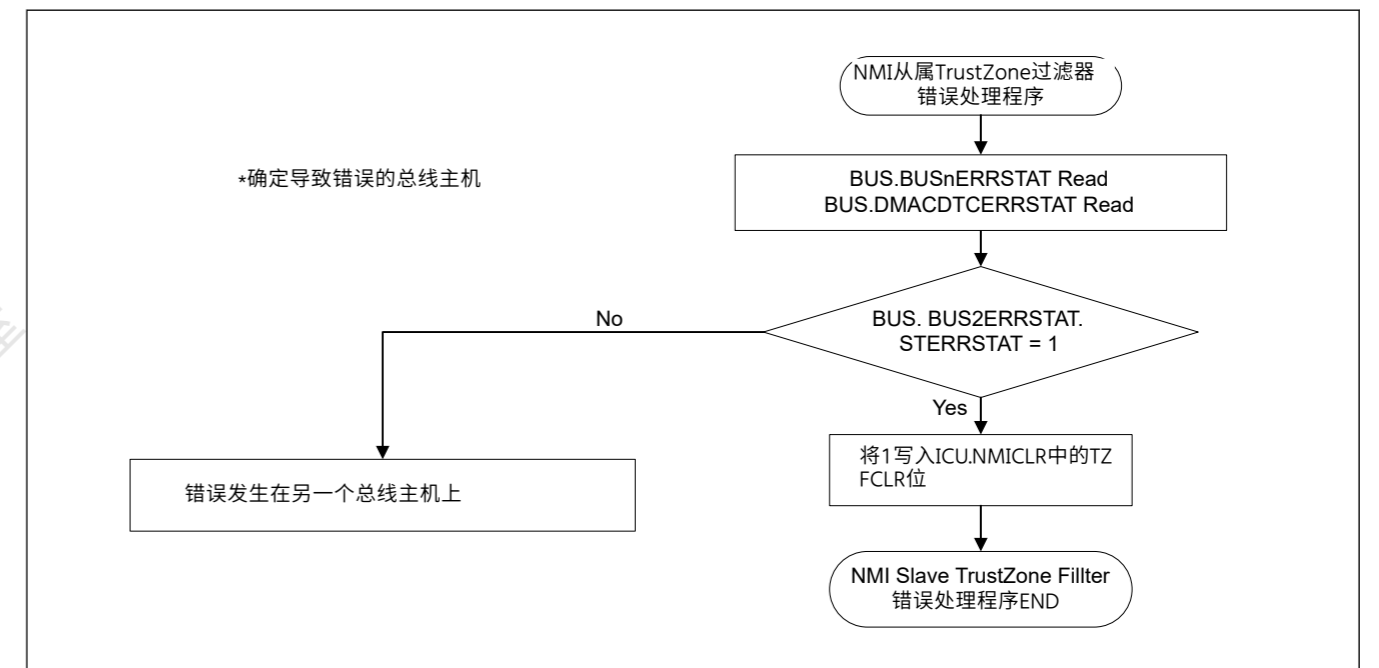 NMI从属TrustZone过滤器
错误处理程序
*确定导致错误的总线主机
BUS.BUSnERRSTAT Read
BUS.DMACDTCERRSTAT Read
BUS. BUS2ERRSTAT.
STERRSTAT = 1
No
Yes
将1写入ICU.NMICLR中的TZ
FCLR位
错误发生在另一个总线主机上
NMI Slave TrustZone Fillter
错误处理程序END